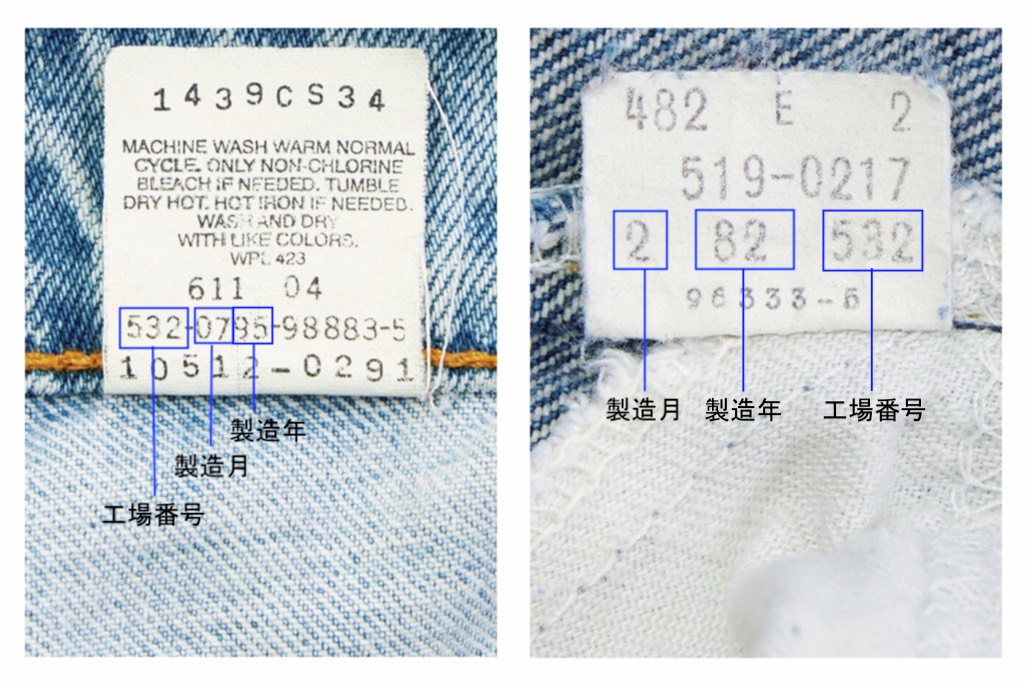 1439CS34
MACHINE WASH WARM NORMAL
CYCLE. ONLY NON-CHLORINE
BLEACH IF NEEDED. TUMBLE
DRY HOT. HOT IRON IF NEEDED.
WASH AND DRY
WITH LIKE COLORS.
WPL 423
611 04
532-0795-98883-5
10512-0291
製造年
製造月
工場番号
482 E 2
519-0217
2 82 532
96333-6
製造月 製造年 工場番号